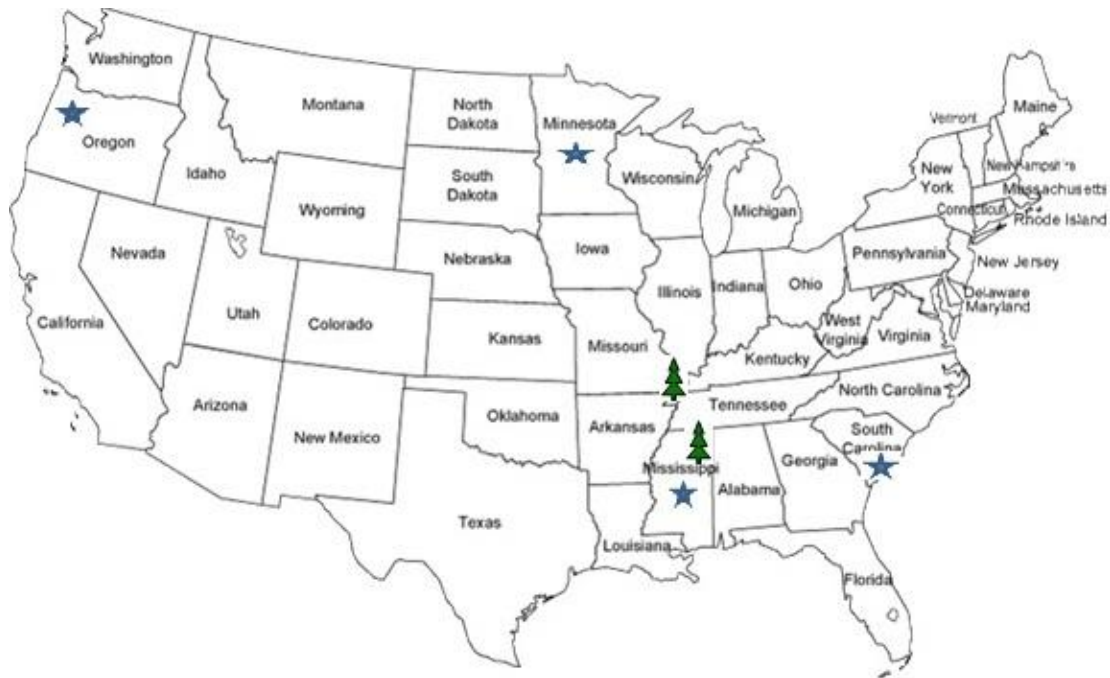 Washington
Montana
North
Dakota
Minnesota
Vermont
Maine
Oregon
Idaho
South
Dakota
Wisconsin
Michigan
New
York
New Hampshire
Massachusetts
Connecticut
Rhode Island
Wyoming
Nevada
Nebraska
Iowa
Pennsylvania
New Jersey
Utah
Colorado
California
Kansas
Missouri
Illinois
Indiana
Ohio
West
Virginia
Virginia
Delaware
Maryland
Kentucky
Arizona
New Mexico
Oklahoma
Arkansas
Tennessee
North Carolina
South
Carolina
Mississippi
Alabama
Georgia
Texas
Louisiana
Florida